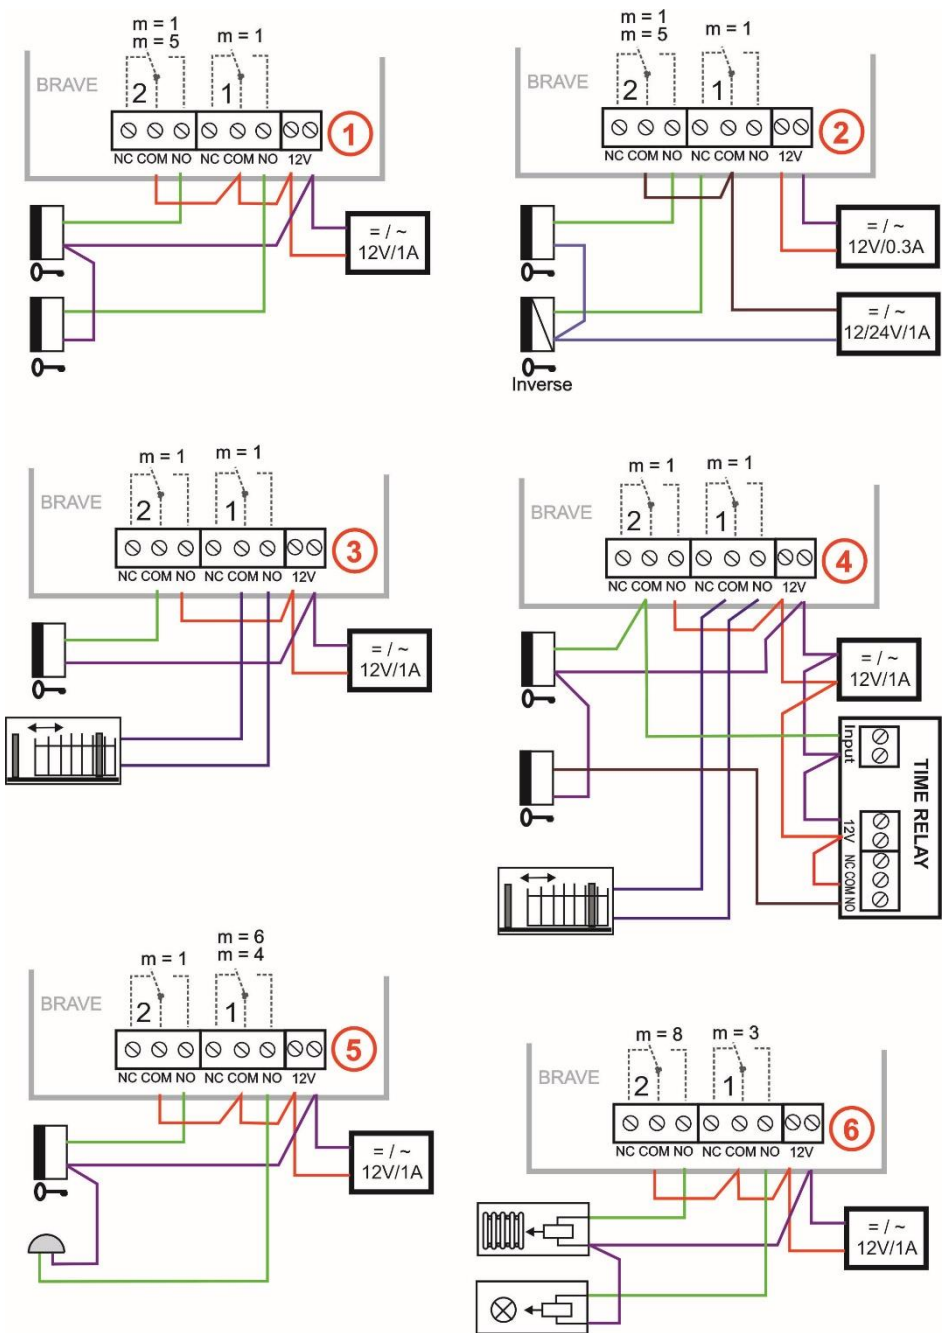 m = 1
m = 5
m = 1
BRAVE
2
1
1
NC COM NO NC COM NO 12V
= / ~
12V/1A
m = 1
m = 5
m = 1
BRAVE
2
1
2
NC COM NO NC COM NO 12V
= / ~
12V/0.3A
= / ~
12/24V/1A
Inverse
m = 1
m = 1
BRAVE
2
1
3
NC COM NO NC COM NO 12V
= / ~
12V/1A
m = 1
m = 1
BRAVE
2
1
4
NC COM NO NC COM NO 12V
= / ~
12V/1A
Input
12V
NC COM NO
TIME RELAY
m = 1
m = 6
m = 4
BRAVE
2
1
5
NC COM NO NC COM NO 12V
= / ~
12V/1A
m = 8
m = 3
BRAVE
2
1
6
NC COM NO NC COM NO 12V
= / ~
12V/1A